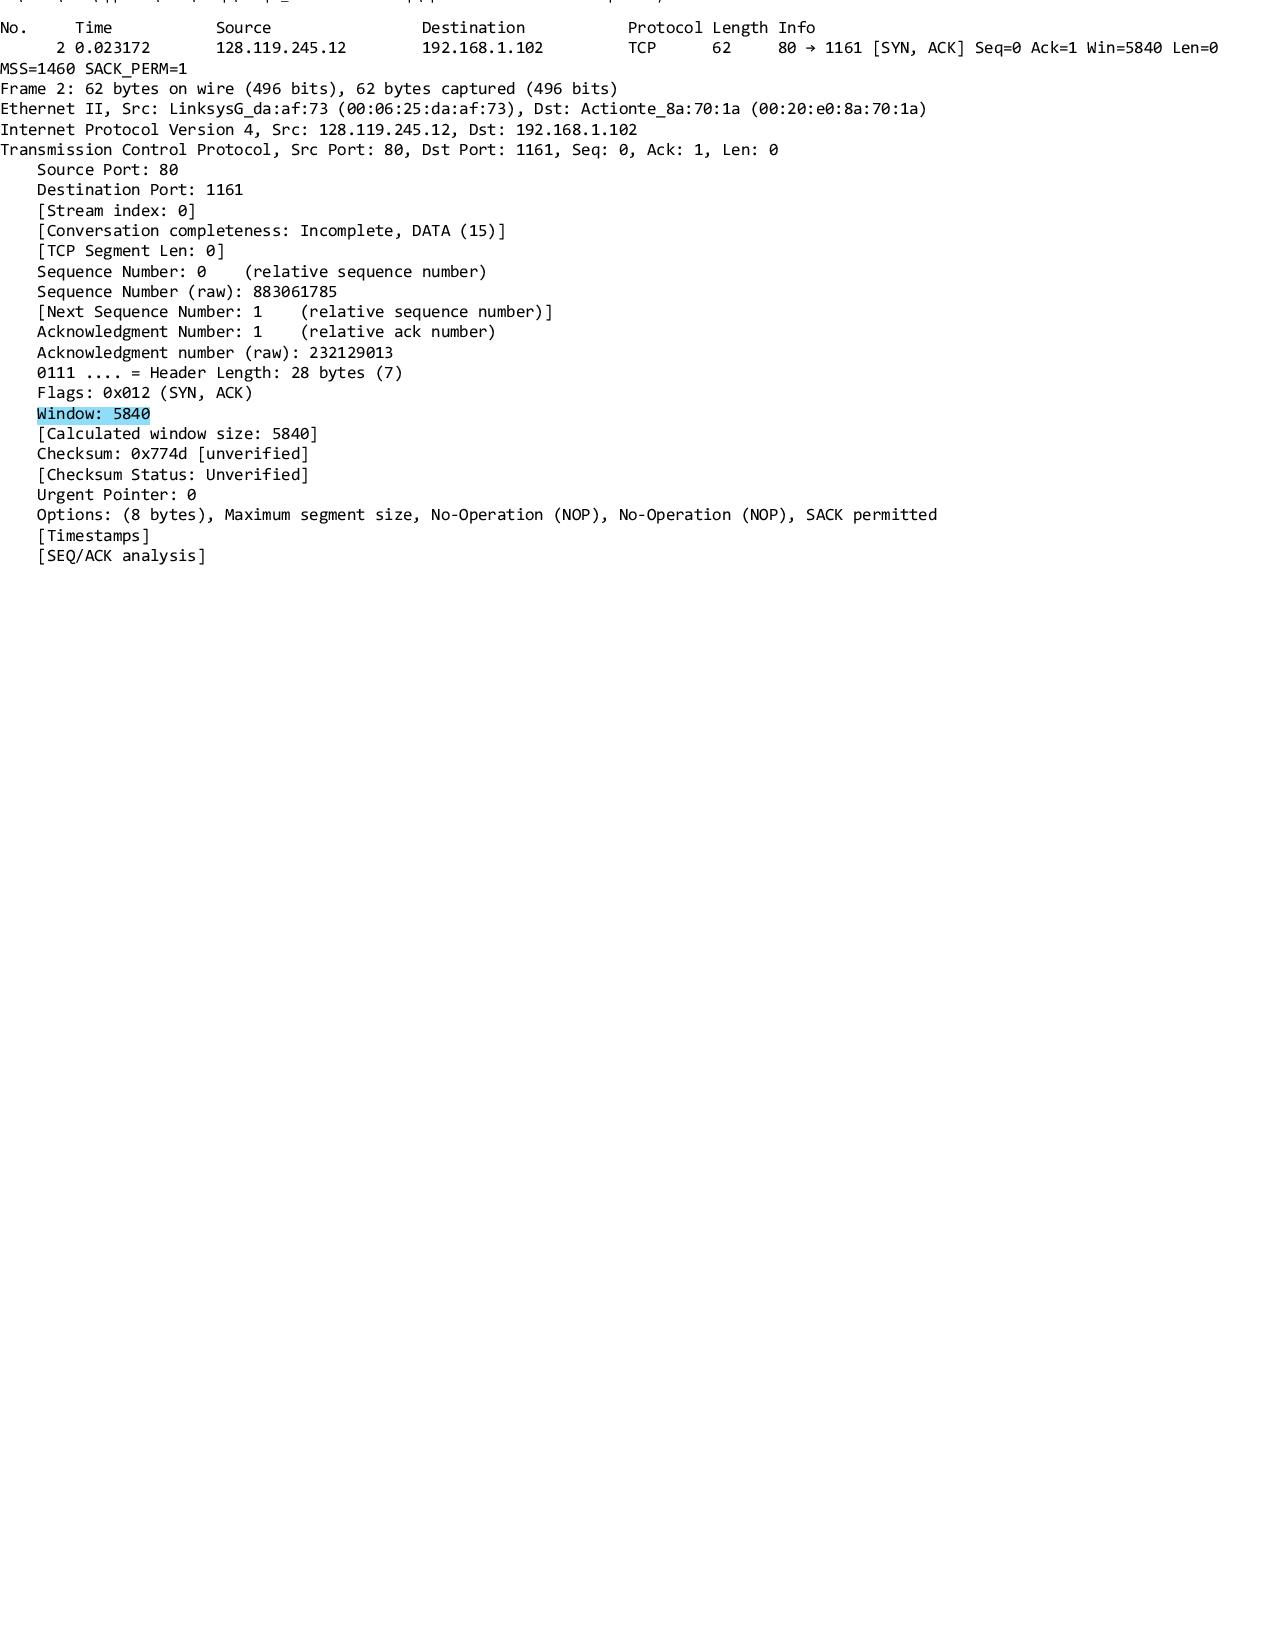 No.     Time           Source                Destination           Protocol Length Info
      2 0.023172       128.119.245.12        192.168.1.102         TCP      62     80 → 1161 [SYN, ACK] Seq=0 Ack=1 Win=5840 Len=0
MSS=1460 SACK_PERM=1
Frame 2: 62 bytes on wire (496 bits), 62 bytes captured (496 bits)
Ethernet II, Src: LinksysG_da:af:73 (00:06:25:da:af:73), Dst: Actionte_8a:70:1a (00:20:e0:8a:70:1a)
Internet Protocol Version 4, Src: 128.119.245.12, Dst: 192.168.1.102
Transmission Control Protocol, Src Port: 80, Dst Port: 1161, Seq: 0, Ack: 1, Len: 0
    Source Port: 80
    Destination Port: 1161
    [Stream index: 0]
    [Conversation completeness: Incomplete, DATA (15)]
    [TCP Segment Len: 0]
    Sequence Number: 0    (relative sequence number)
    Sequence Number (raw): 883061785
    [Next Sequence Number: 1    (relative sequence number)]
    Acknowledgment Number: 1    (relative ack number)
    Acknowledgment number (raw): 232129013
    0111 .... = Header Length: 28 bytes (7)
    Flags: 0x012 (SYN, ACK)
    Window: 5840
    [Calculated window size: 5840]
    Checksum: 0x774d [unverified]
    [Checksum Status: Unverified]
    Urgent Pointer: 0
    Options: (8 bytes), Maximum segment size, No-Operation (NOP), No-Operation (NOP), SACK permitted
    [Timestamps]
    [SEQ/ACK analysis]